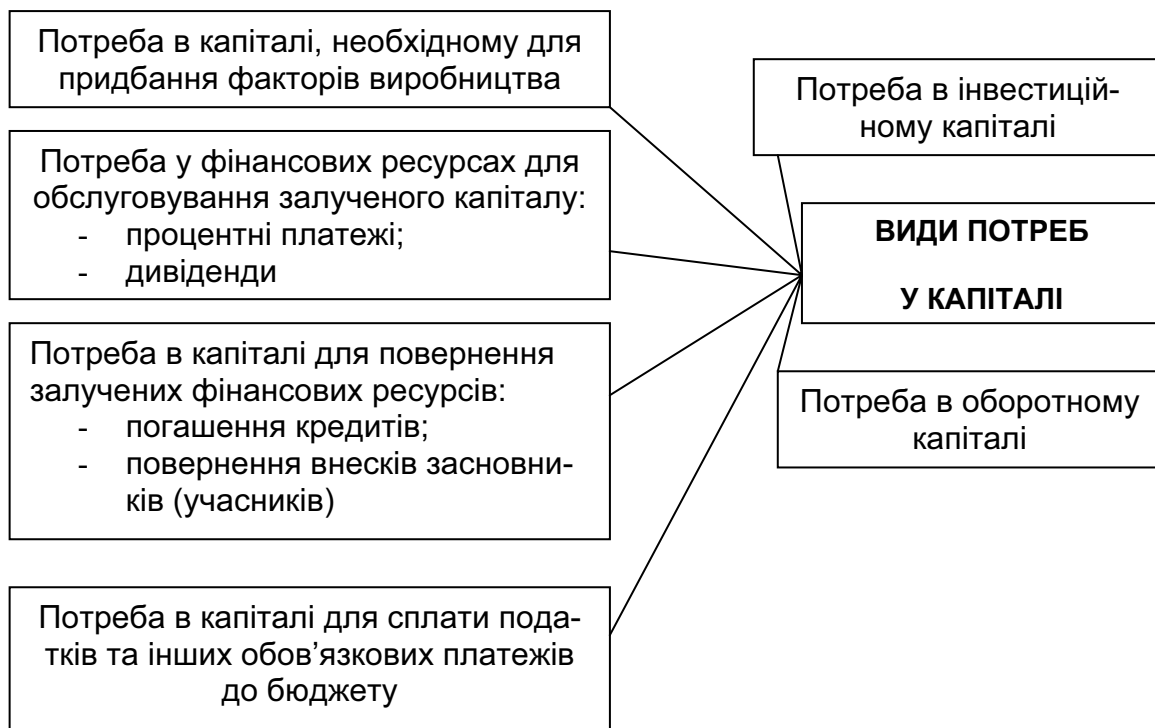 Потреба в капіталі, необхідному для
придбання факторів виробництва
Потреба у фінансових ресурсах для
обслуговування залученого капіталу:
- процентні платежі;
- дивіденди
Потреба в капіталі для повернення
залучених фінансових ресурсів:
- погашення кредитів;
- повернення внесків засновни-
ків (учасників)
Потреба в капіталі для сплати пода-
тків та інших обов’язкових платежів
до бюджету
Потреба в інвестицій-
ному капіталі
ВИДИ ПОТРЕБ
У КАПІТАЛІ
Потреба в оборотному
капіталі